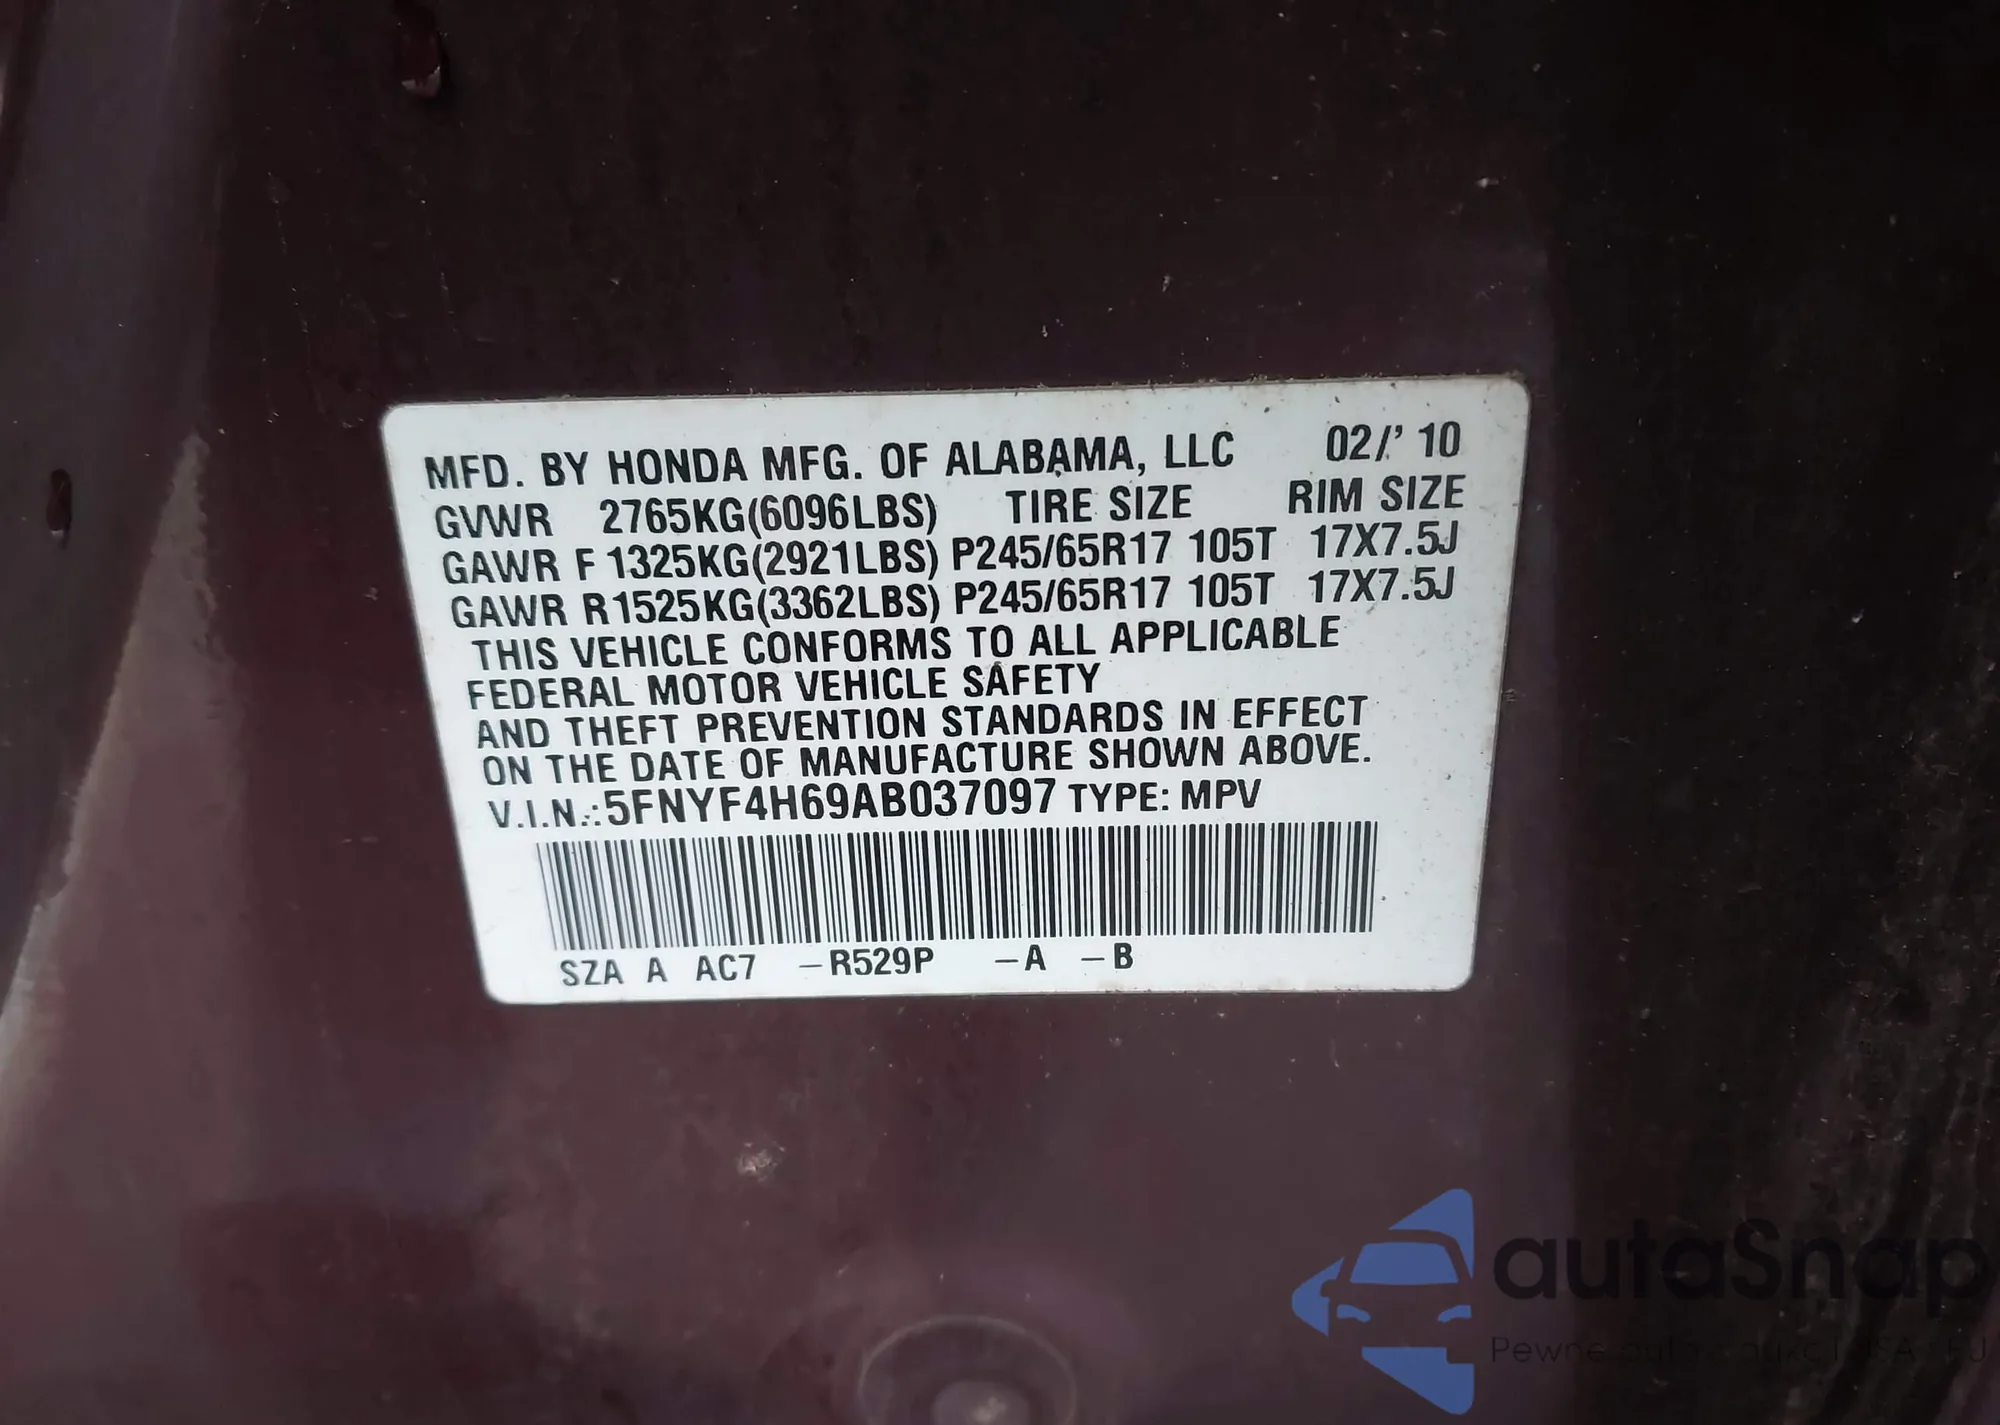 MFD. BY HONDA MFG. OF ALABAMA, LLC 02/' 10
GVWR 2765KG(6096LBS) TIRE SIZE RIM SIZE
GAWR F 1325KG(2921LBS) P245/65R17 105T 17X7.5J
GAWR R1525KG(3362LBS) P245/65R17 105T 17X7.5J
THIS VEHICLE CONFORMS TO ALL APPLICABLE
FEDERAL MOTOR VEHICLE SAFETY
AND THEFT PREVENTION STANDARDS IN EFFECT
ON THE DATE OF MANUFACTURE SHOWN ABOVE.
V.I.N.:5FNYF4H69AB037097 TYPE: MPV
SZA A AC7 –R529P –A –B
autaSnap
Pewne auta